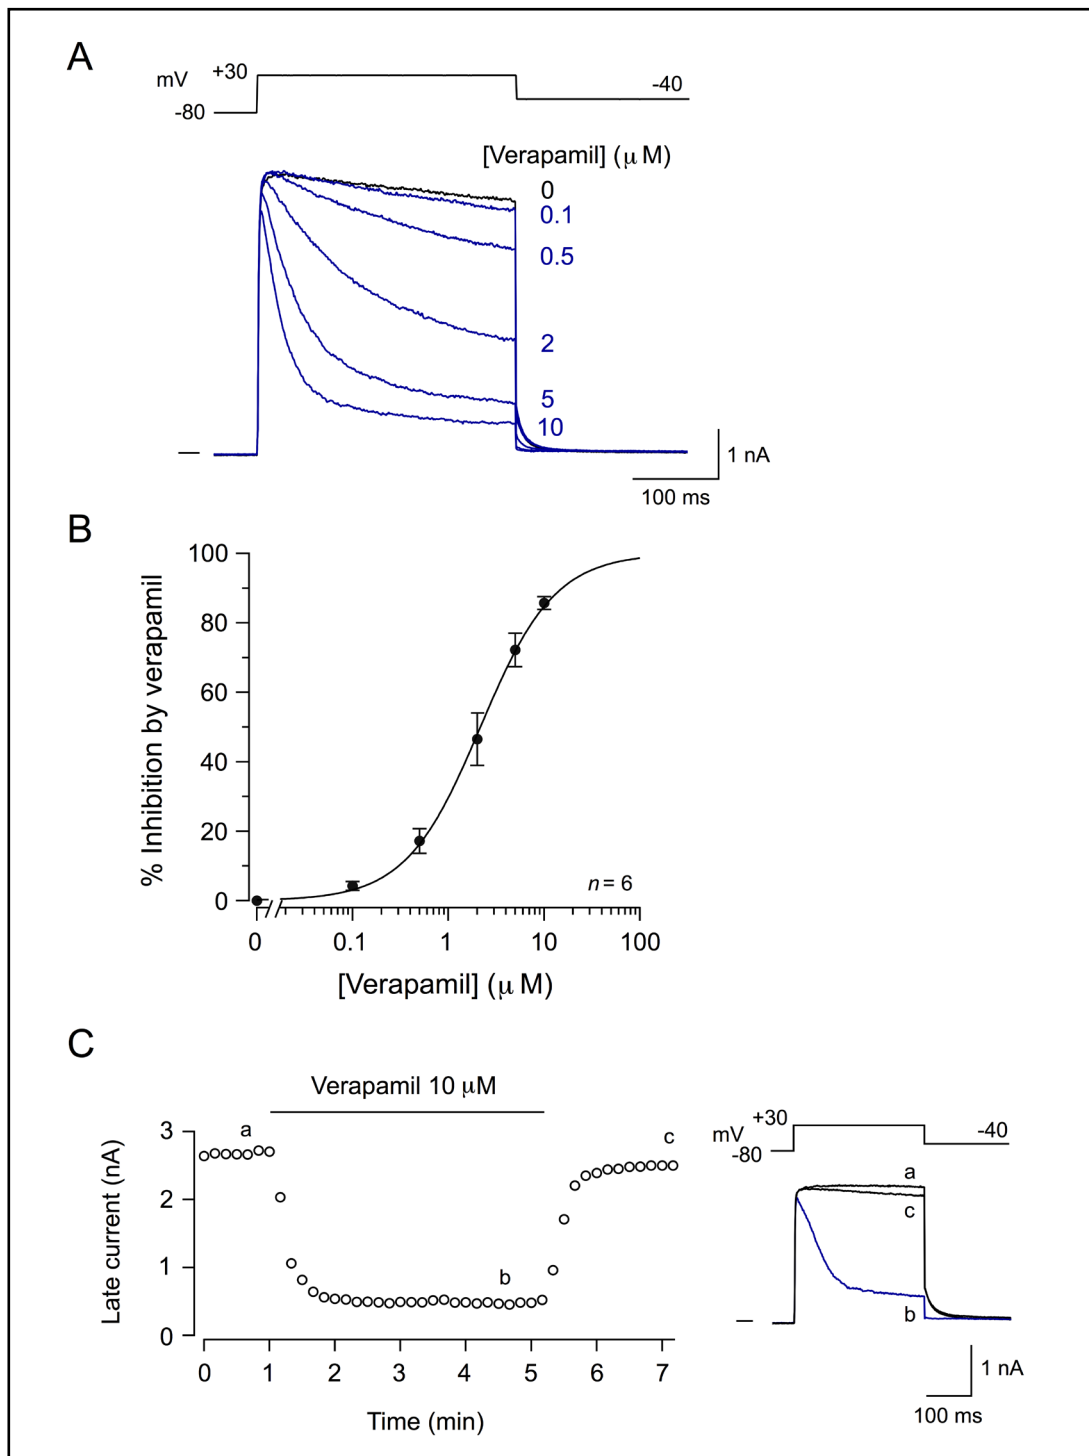 A
mV +30 -40
-80
[Verapamil] (μ M)
0
0.1
0.5
2
5
10
1 nA
100 ms
B
100
80
60
40
20
0
% Inhibition by verapamil
n = 6
0 0.1 1 10 100
[Verapamil] (μ M)
C
Verapamil 10 μM
3
2
1
0
Late current (nA)
a
b
c
0 1 2 3 4 5 6 7
Time (min)
mV +30 -40
-80
a
c
b
1 nA
100 ms